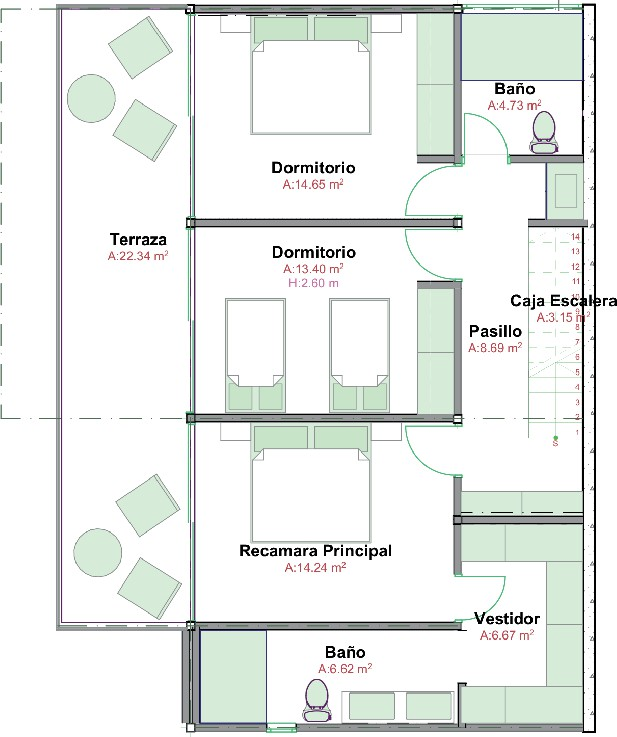 Baño
A:4.73 m²
Dormitorio
A:14.65 m²
Terraza
A:22.34 m²
Dormitorio
A:13.40 m²
H:2.60 m
14
13
12
11
Caja Escalera
A:3.15 m²
Pasillo
A:8.69 m²
8
7
6
5
4
3
2
1
S
Recamara Principal
A:14.24 m²
Vestidor
A:6.67 m²
Baño
A:6.62 m²